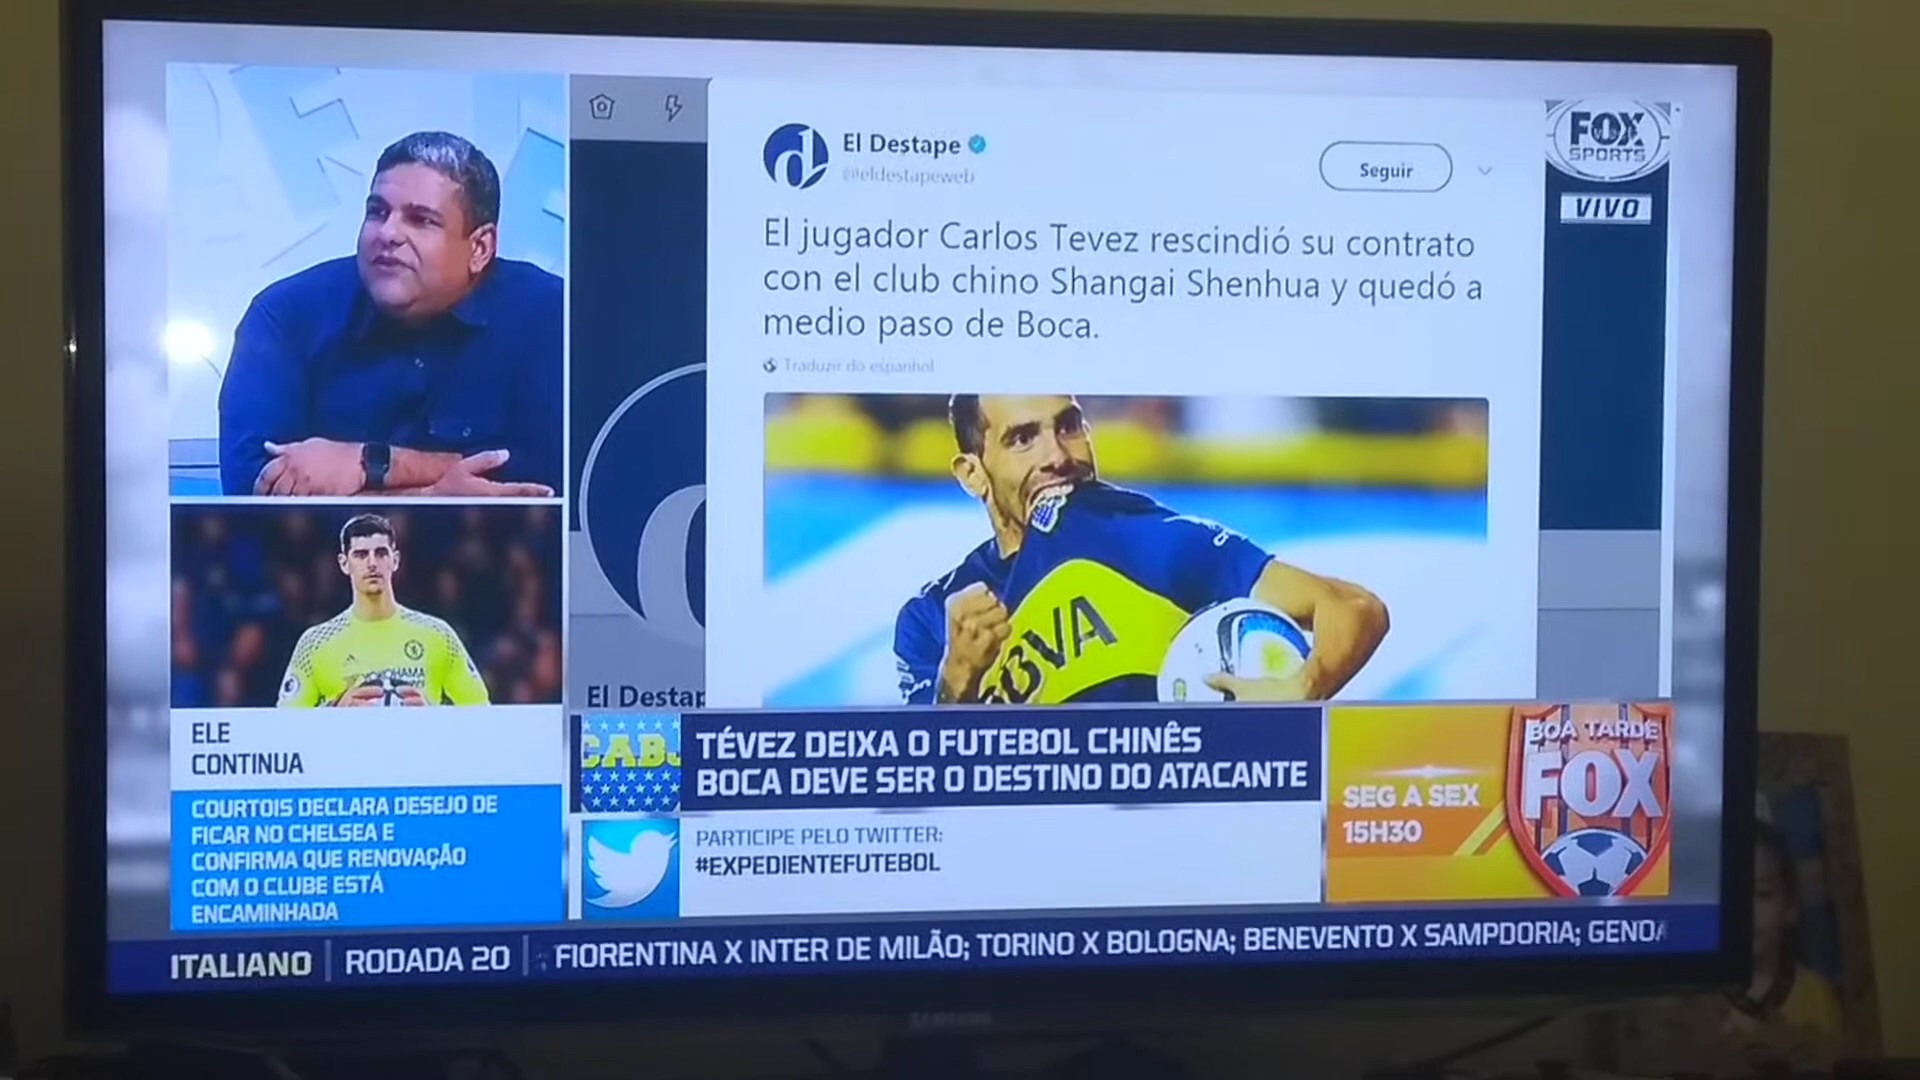 El Destape
@eldestapeweb
Seguir
El jugador Carlos Tevez rescindió su contrato
con el club chino Shangai Shenhua y quedó a
medio paso de Boca.
Traduzir do espanhol
FOX
SPORTS
VIVO
BBVA
YOKOHAMA
El Destap
ELE
CONTINUA
COURTOIS DECLARA DESEJO DE
FICAR NO CHELSEA E
CONFIRMA QUE RENOVAÇÃO
COM O CLUBE ESTÁ
ENCAMINHADA
CABJ
TÉVEZ DEIXA O FUTEBOL CHINÊS
BOCA DEVE SER O DESTINO DO ATACANTE
PARTICIPE PELO TWITTER:
#EXPEDIENTEFUTEBOL
SEG A SEX
15H30
BOA TARDE
FOX
ITALIANO RODADA 20 ; FIORENTINA X INTER DE MILÃO; TORINO X BOLOGNA; BENEVENTO X SAMPDORIA; GENOA
SAMSUNG